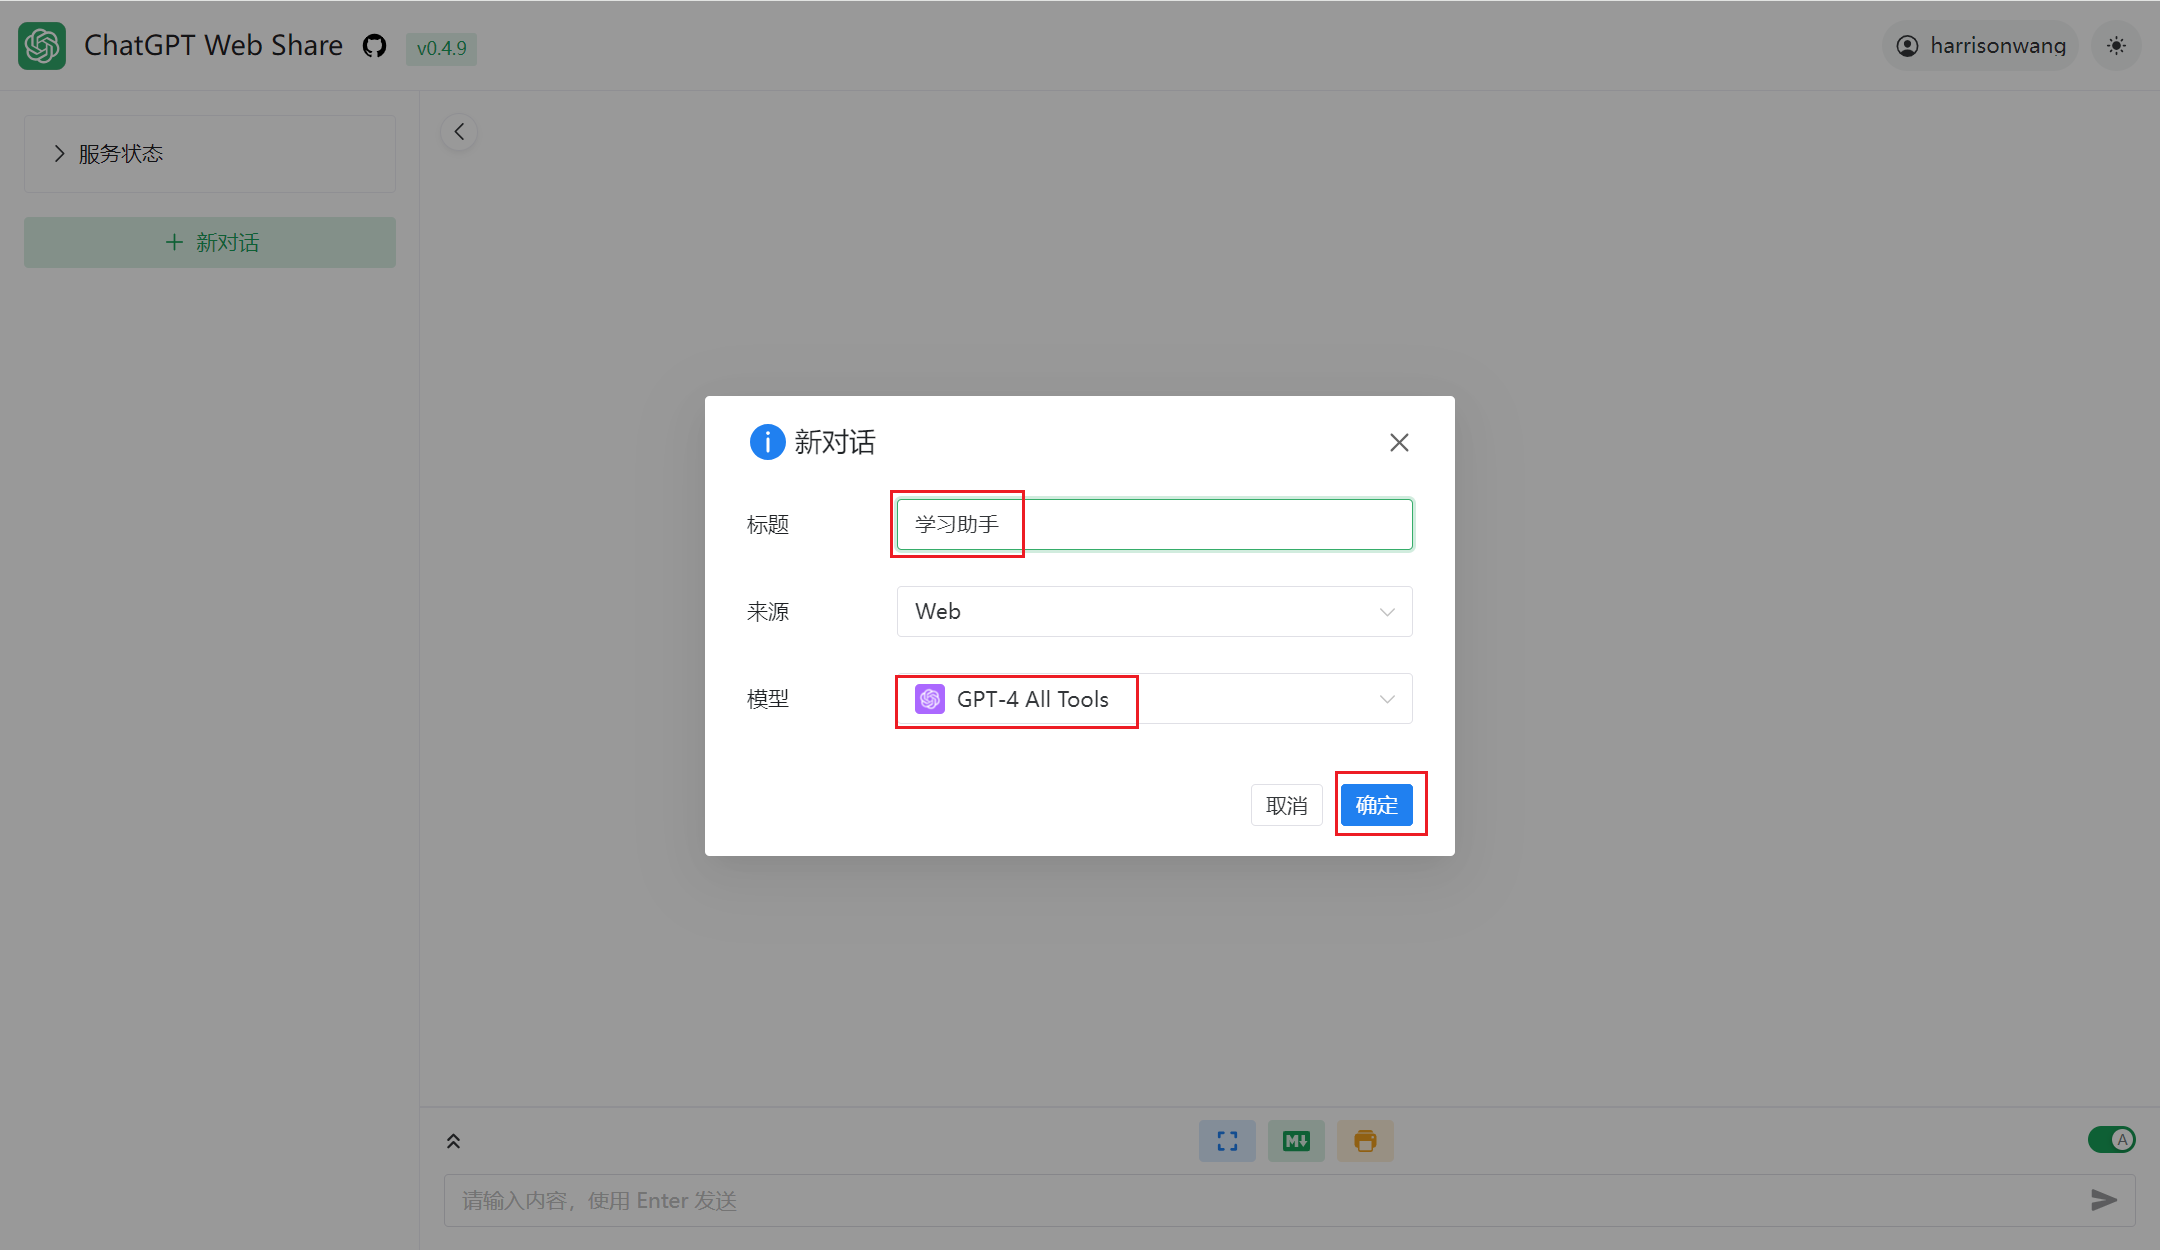 ChatGPT Web Share
v0.4.9
harrisonwang
服务状态
新对话
新对话
标题
学习助手
来源
Web
模型
GPT-4 All Tools
取消
确定
M
A
请输入内容，使用 Enter 发送